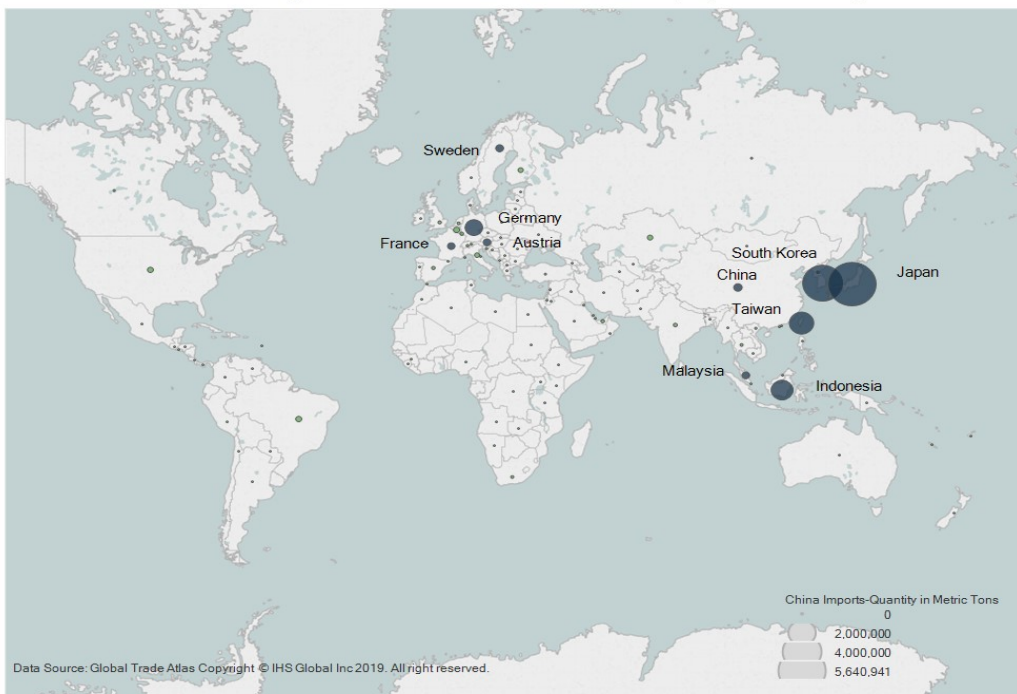 Sweden
Germany
France
Austria
South Korea
China
Japan
Taiwan
Malaysia
Indonesia
China Imports-Quantity in Metric Tons
0
2,000,000
4,000,000
5,640,941
Data Source: Global Trade Atlas Copyright © IHS Global Inc 2019. All right reserved.